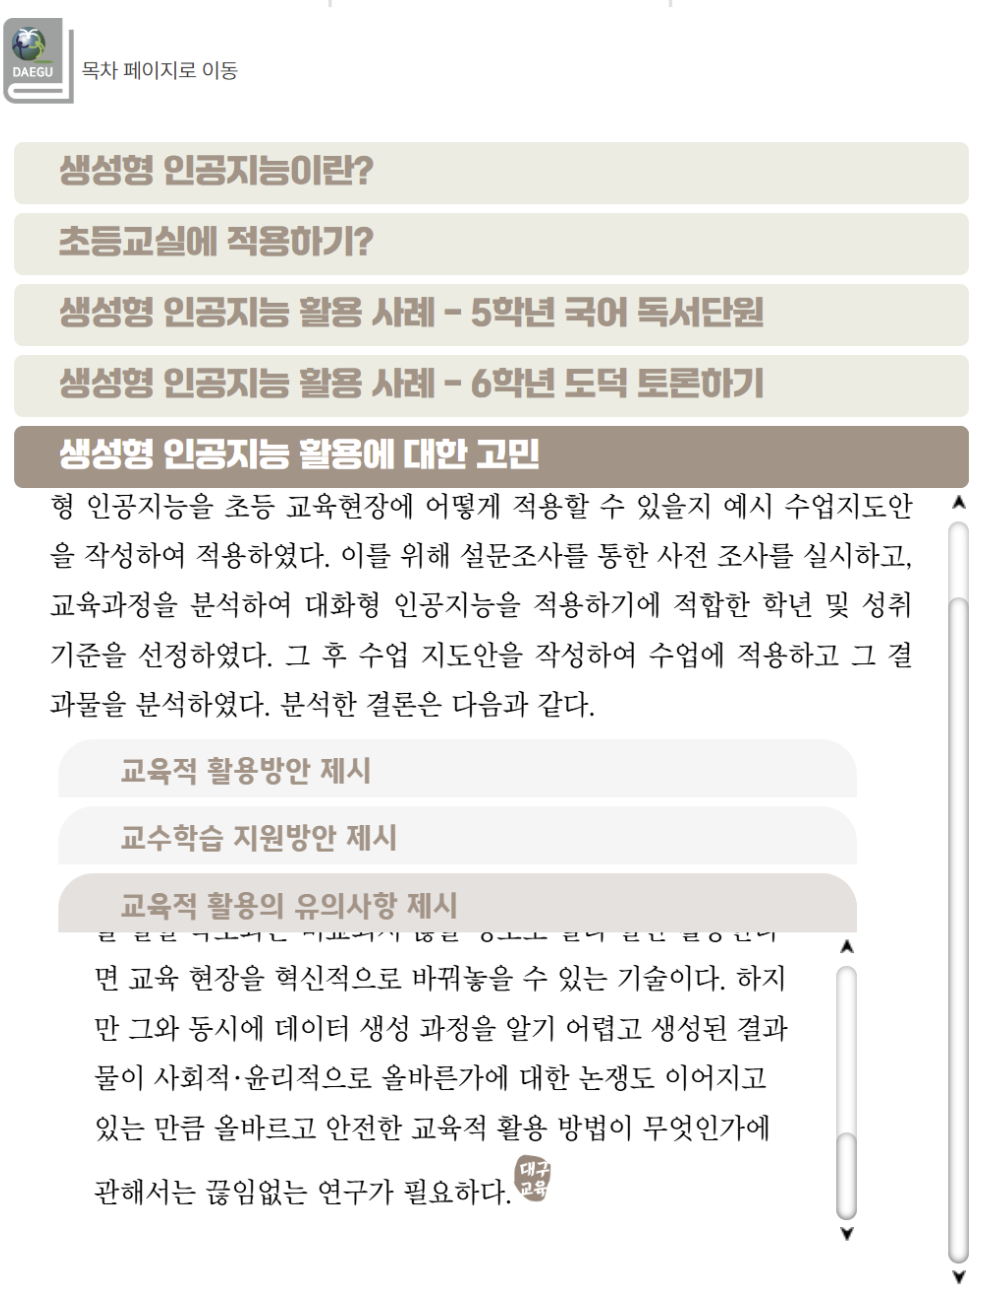 DAEGU
목차 페이지로 이동
생성형 인공지능이란?
초등교실에 적용하기?
생성형 인공지능 활용 사례 - 5학년 국어 독서단원
생성형 인공지능 활용 사례 - 6학년 도덕 토론하기
생성형 인공지능 활용에 대한 고민
형 인공지능을 초등 교육현장에 어떻게 적용할 수 있을지 예시 수업지도안
을 작성하여 적용하였다. 이를 위해 설문조사를 통한 사전 조사를 실시하고,
교육과정을 분석하여 대화형 인공지능을 적용하기에 적합한 학년 및 성취
기준을 선정하였다. 그 후 수업 지도안을 작성하여 수업에 적용하고 그 결
과물을 분석하였다. 분석한 결론은 다음과 같다.
교육적 활용방안 제시
교수학습 지원방안 제시
교육적 활용의 유의사항 제시
면 교육 현장을 혁신적으로 바꿔놓을 수 있는 기술이다. 하지
만 그와 동시에 데이터 생성 과정을 알기 어렵고 생성된 결과
물이 사회적·윤리적으로 올바른가에 대한 논쟁도 이어지고
있는 만큼 올바르고 안전한 교육적 활용 방법이 무엇인가에
관해서는 끊임없는 연구가 필요하다.
대구
교육